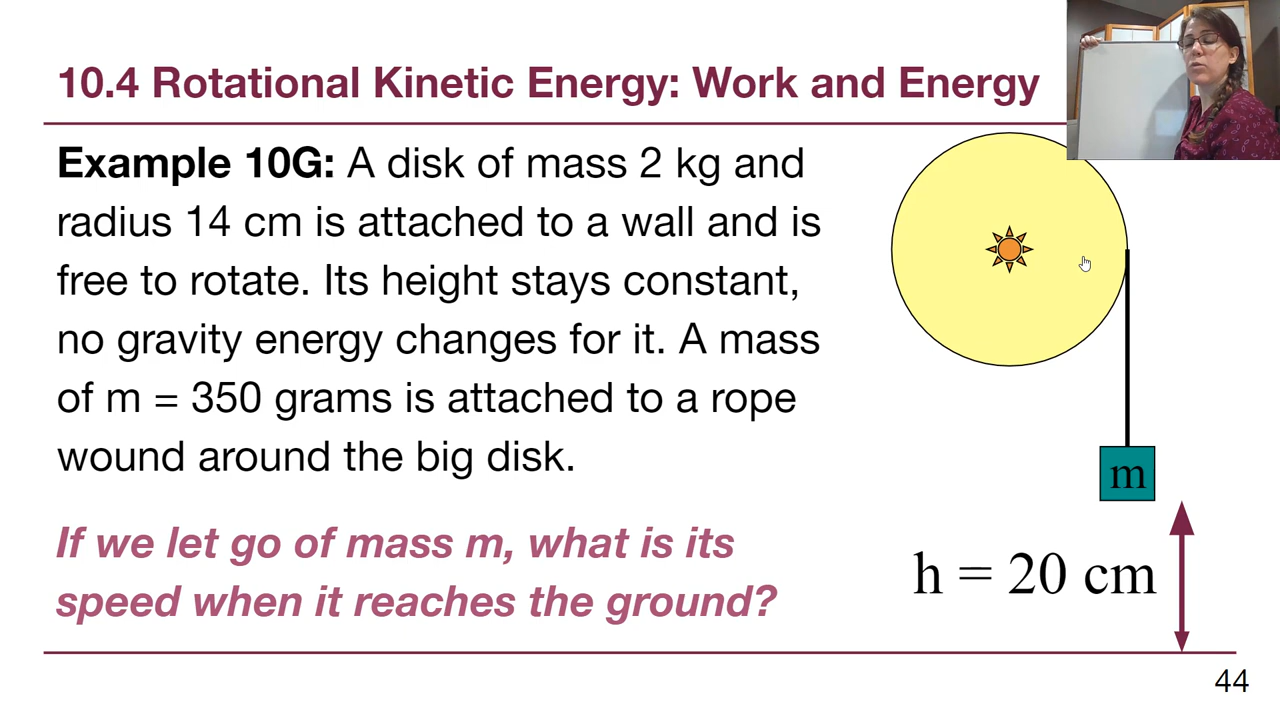 10.4 Rotational Kinetic Energy: Work and Energy
Example 10G: A disk of mass 2 kg and
radius 14 cm is attached to a wall and is
free to rotate. Its height stays constant,
no gravity energy changes for it. A mass
of m = 350 grams is attached to a rope
wound around the big disk.
If we let go of mass m, what is its
speed when it reaches the ground?
m
h = 20 cm
44